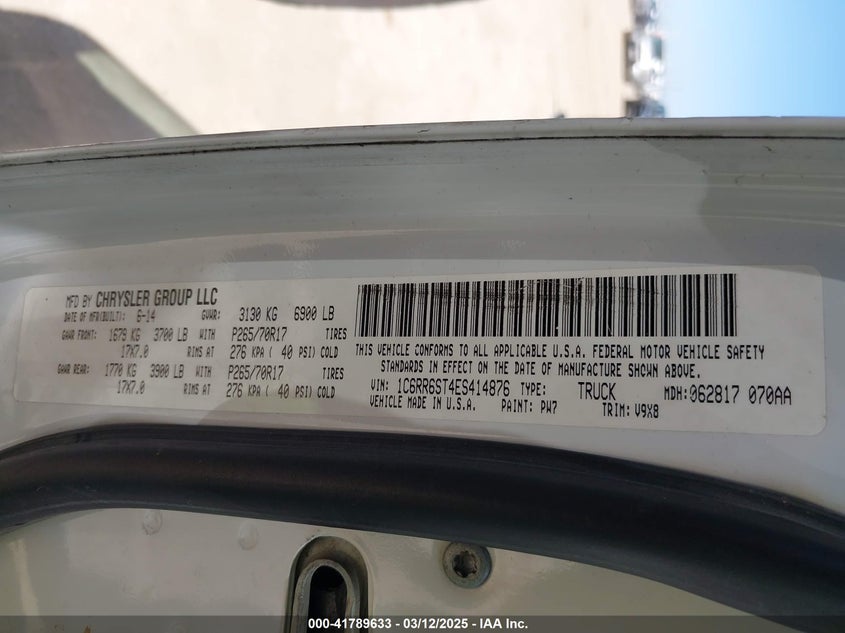 MFD BY CHRYSLER GROUP LLC
DATE OF MFR(BUILT): 6-14 GVWR: 3130 KG 6900 LB
GAWR FRONT: 1679 KG 3700 LB WITH P265/70R17 TIRES
17X7.0 RIMS AT 276 KPA ( 40 PSI) COLD
GAWR REAR: 1770 KG 3900 LB WITH P265/70R17 TIRES
17X7.0 RIMS AT 276 KPA ( 40 PSI) COLD
THIS VEHICLE CONFORMS TO ALL APPLICABLE U.S.A. FEDERAL MOTOR VEHICLE SAFETY
STANDARDS IN EFFECT ON THE DATE OF MANUFACTURE SHOWN ABOVE.
VIN: 1C6RR6ST4ES414876 TYPE: TRUCK MDH: 062817 070AA
VEHICLE MADE IN U.S.A. PAINT: PW7 TRIM: V9X8
000-41789633 - 03/12/2025 - IAA Inc.